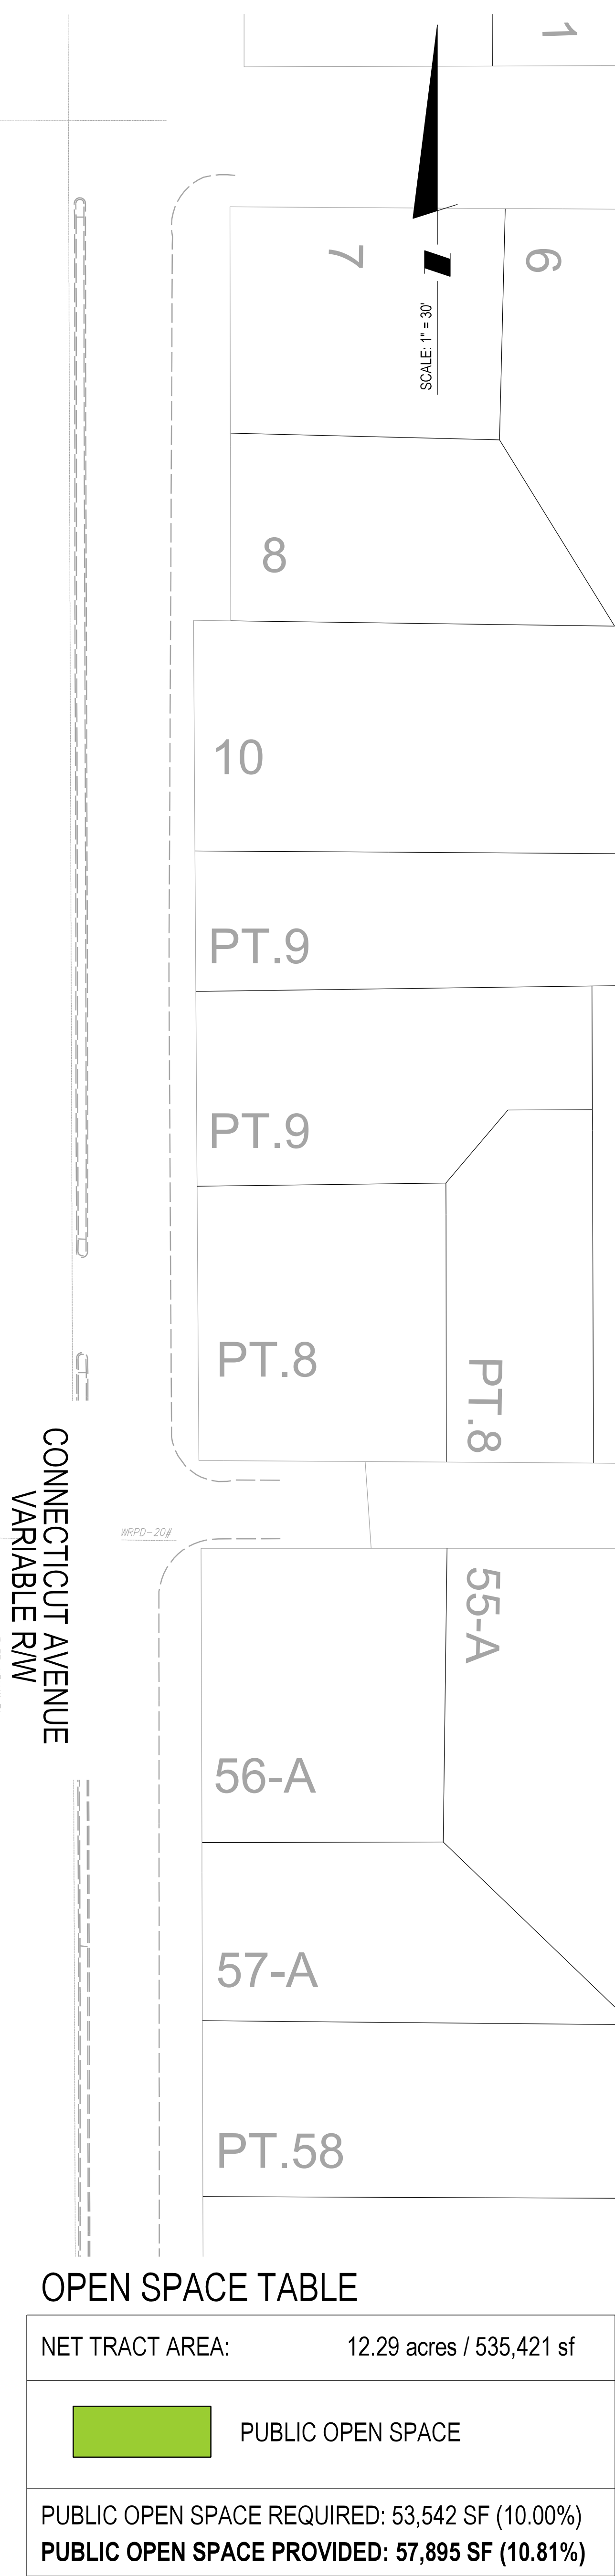 1
7
6
SCALE: 1" = 30'
8
10
PT.9
PT.9
PT.8
PT.8
WRPD-20#
CONNECTICUT AVENUE
VARIABLE R/W
55-A
56-A
57-A
PT.58
OPEN SPACE TABLE
NET TRACT AREA: 12.29 acres / 535,421 sf
PUBLIC OPEN SPACE
PUBLIC OPEN SPACE REQUIRED: 53,542 SF (10.00%)
PUBLIC OPEN SPACE PROVIDED: 57,895 SF (10.81%)